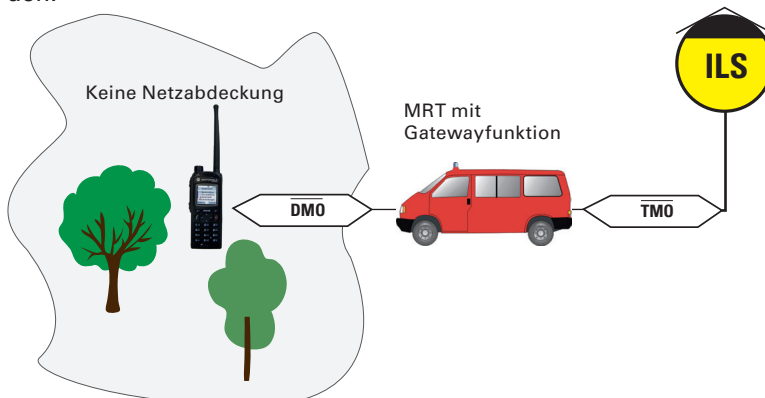 Keine Netzabdeckung
MRT mit
Gatewayfunktion
ILS
DMO
TMO